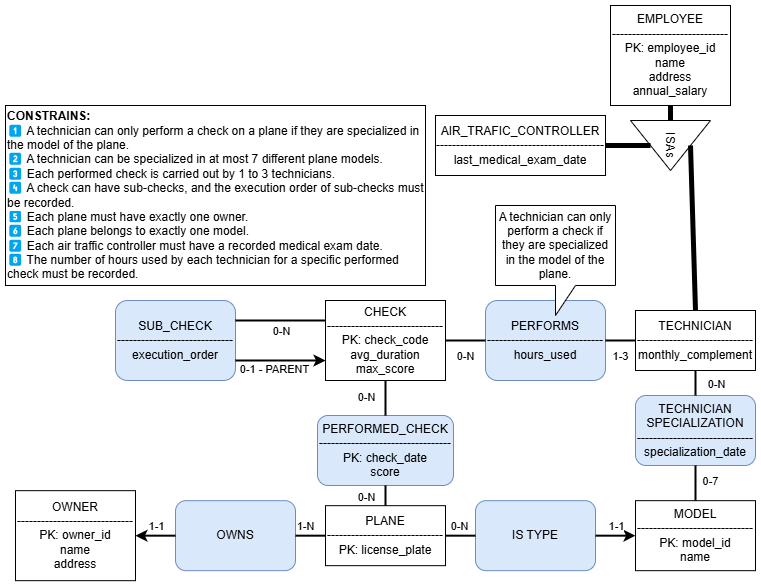 EMPLOYEE
PK: employee_id
name
address
annual_salary
ISAs
AIR_TRAFIC_CONTROLLER
last_medical_exam_date
CONSTRAINS:
1 A technician can only perform a check on a plane if they are specialized in
the model of the plane.
2 A technician can be specialized in at most 7 different plane models.
3 Each performed check is carried out by 1 to 3 technicians.
4 A check can have sub-checks, and the execution order of sub-checks must
be recorded.
5 Each plane must have exactly one owner.
6 Each plane belongs to exactly one model.
7 Each air traffic controller must have a recorded medical exam date.
8 The number of hours used by each technician for a specific performed
check must be recorded.
A technician can only
perform a check if
they are specialized
in the model of the
plane.
SUB_CHECK
execution_order
0-N
0-1 - PARENT
CHECK
PK: check_code
avg_duration
max_score
0-N
PERFORMS
hours_used
1-3
TECHNICIAN
monthly_complement
0-N
0-N
PERFORMED_CHECK
PK: check_date
score
0-N
TECHNICIAN
SPECIALIZATION
specialization_date
0-7
OWNER
PK: owner_id
name
address
1-1
OWNS
1-N
PLANE
PK: license_plate
0-N
IS TYPE
1-1
MODEL
PK: model_id
name